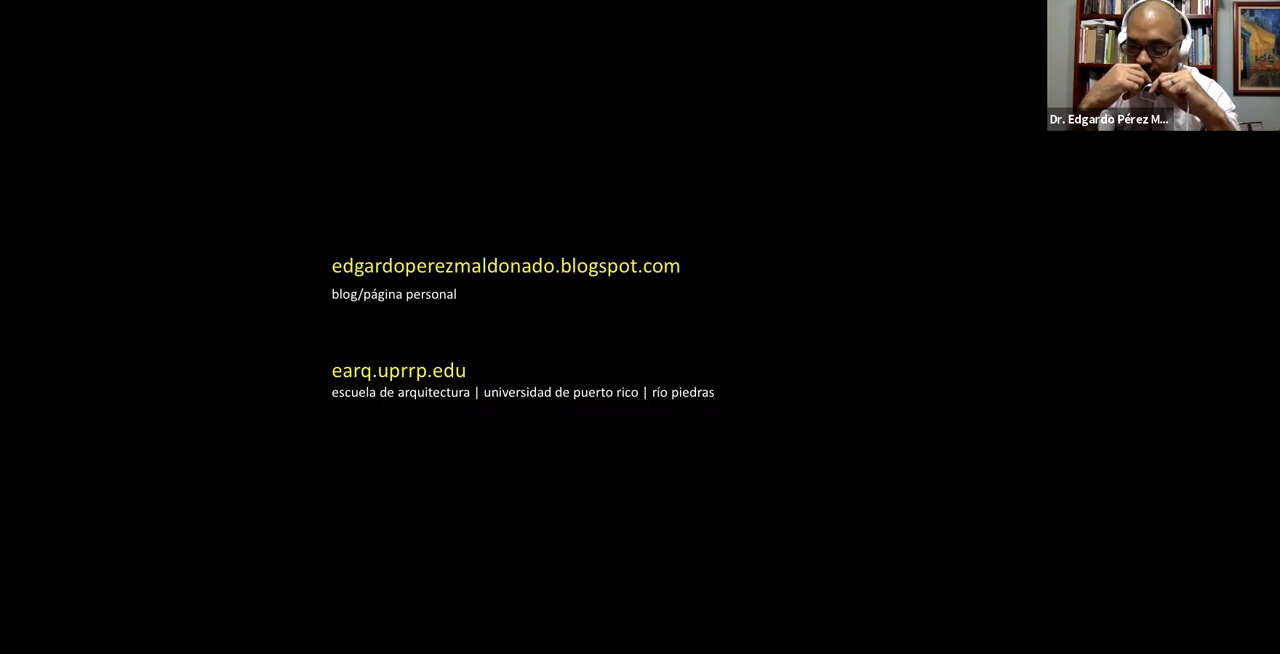 Dr. Edgardo Pérez M...
edgardoperezmaldonado.blogspot.com
blog/página personal
earq.uprrp.edu
escuela de arquitectura | universidad de puerto rico | río piedras